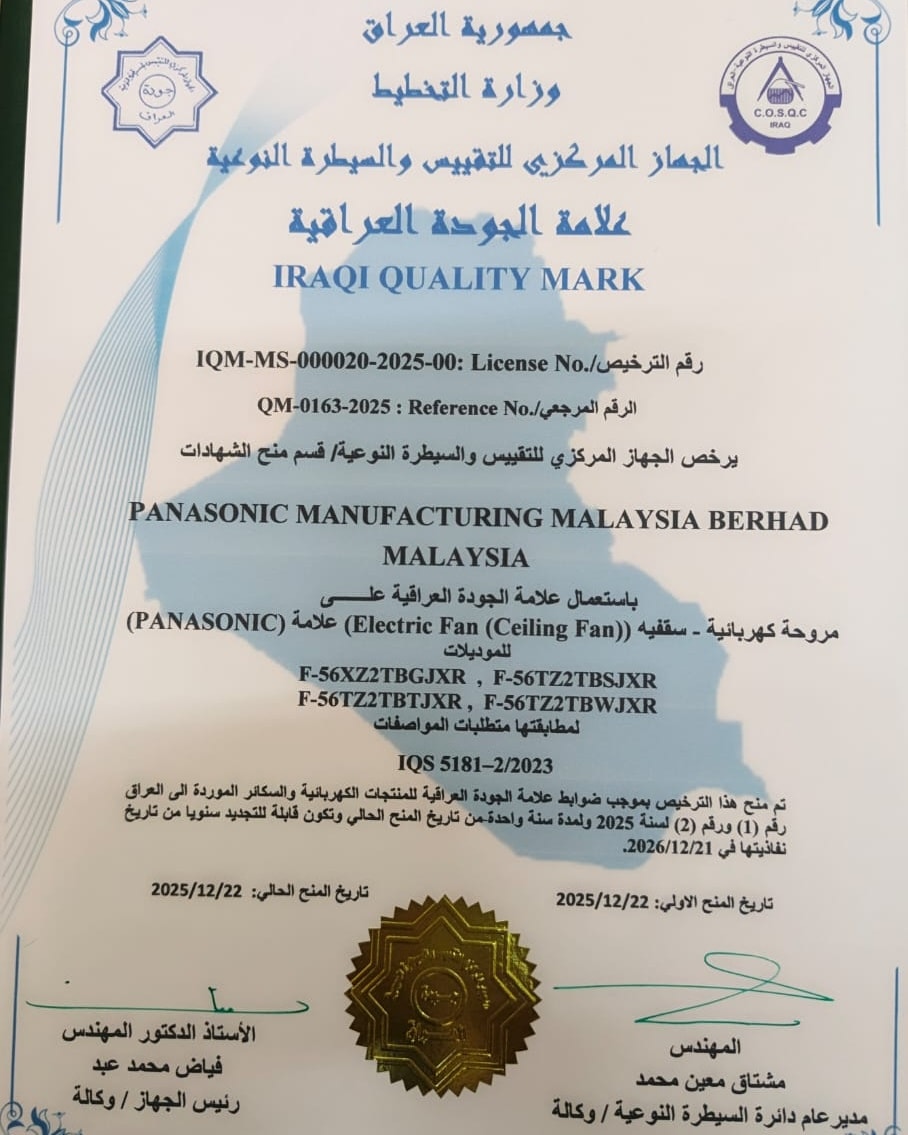 جمهورية العراق
وزارة التخطيط
الجهاز المركزي للتقييس والسيطرة النوعية
C.O.S.Q.C
IRAQ
جودة
العراق
علامة الجودة العراقية
IRAQI QUALITY MARK
رقم الترخيص/License No. :IQM-MS-000020-2025-00
الرقم المرجعي/Reference No. : QM-0163-2025
يرخص الجهاز المركزي للتقييس والسيطرة النوعية/ قسم منح الشهادات
PANASONIC MANUFACTURING MALAYSIA BERHAD
MALAYSIA
باستعمال علامة الجودة العراقية علـــــى
مروحة كهربائية - سقفيه (Electric Fan (Ceiling Fan)) علامة (PANASONIC)
للموديلات
F-56XZ2TBGJXR , F-56TZ2TBSJXR
F-56TZ2TBTJXR , F-56TZ2TBWJXR
لمطابقتها متطلبات المواصفات
IQS 5181–2/2023
تم منح هذا الترخيص بموجب ضوابط علامة الجودة العراقية للمنتجات الكهربائية والسكائر الموردة الى العراق
رقم (1) ورقم (2) لسنة 2025 ولمدة سنة واحدة من تاريخ المنح الحالي وتكون قابلة للتجديد سنويا من تاريخ
نفاذيتها في 2026/12/21.
تاريخ المنح الاولي: 2025/12/22
تاريخ المنح الحالي: 2025/12/22
المهندس
مشتاق معين محمد
مدير عام دائرة السيطرة النوعية / وكالة
الأستاذ الدكتور المهندس
فياض محمد عبد
رئيس الجهاز / وكالة